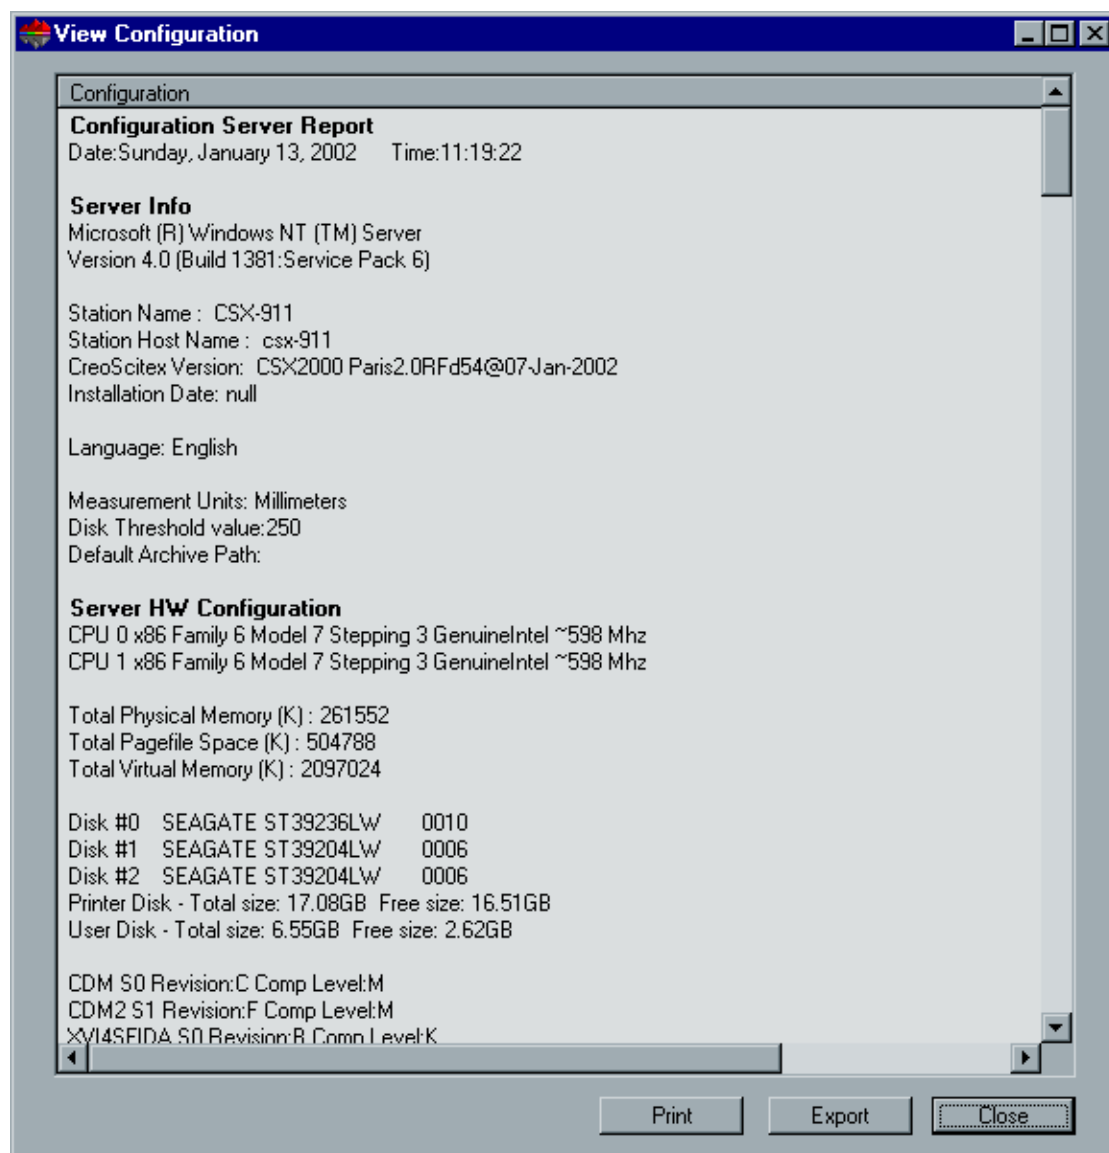 View Configuration
Configuration
Configuration Server Report
Date:Sunday, January 13, 2002 Time:11:19:22
Server Info
Microsoft (R) Windows NT (TM) Server
Version 4.0 (Build 1381:Service Pack 6)
Station Name : CSX-911
Station Host Name : csx-911
CreoScitex Version: CSX2000 Paris2.0RFd54@07-Jan-2002
Installation Date: null
Language: English
Measurement Units: Millimeters
Disk Threshold value:250
Default Archive Path:
Server HW Configuration
CPU 0 x86 Family 6 Model 7 Stepping 3 GenuineIntel ~598 Mhz
CPU 1 x86 Family 6 Model 7 Stepping 3 GenuineIntel ~598 Mhz
Total Physical Memory (K) : 261552
Total Pagefile Space (K) : 504788
Total Virtual Memory (K) : 2097024
Disk #0 SEAGATE ST39236LW 0010
Disk #1 SEAGATE ST39204LW 0006
Disk #2 SEAGATE ST39204LW 0006
Printer Disk - Total size: 17.08GB Free size: 16.51GB
User Disk - Total size: 6.55GB Free size: 2.62GB
CDM S0 Revision:C Comp Level:M
CDM2 S1 Revision:F Comp Level:M
S0 Revision:B Comp Level:K
Print Export Close